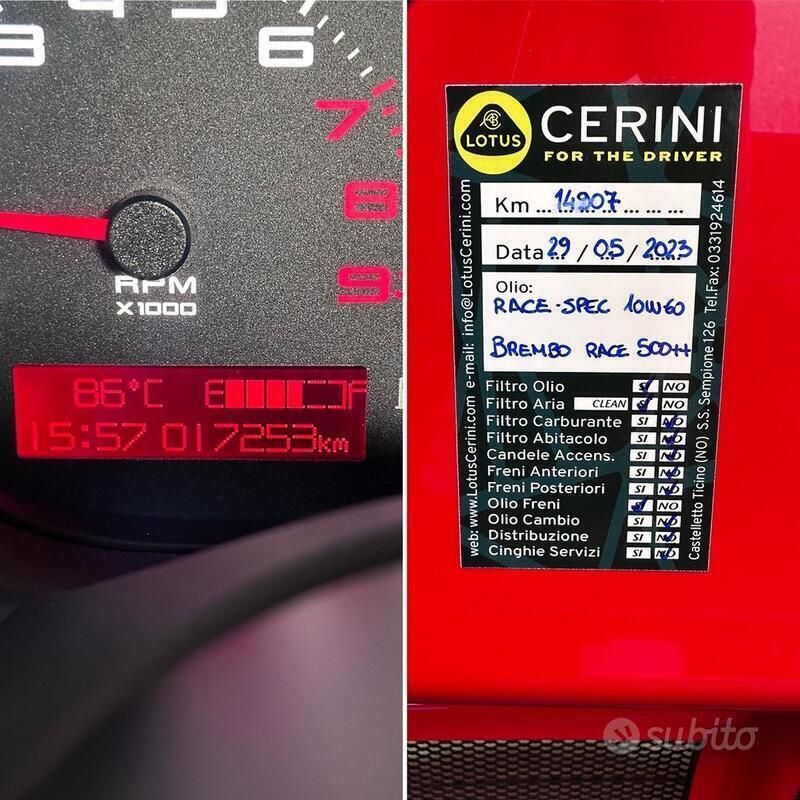 3
6
7
8
9
RPM
X1000
86°C E F
15:57 017253km
LOTUS
CERINI
FOR THE DRIVER
Km ... 14907 ... ... ...
Data 29 / 05 / 2023
Olio:
RACE-SPEC 10W60
BREMBO RACE 500++
Filtro Olio SI NO
Filtro Aria CLEAN SI NO
Filtro Carburante SI NO
Filtro Abitacolo SI NO
Candele Accens. SI NO
Freni Anteriori SI NO
Freni Posteriori SI NO
Olio Freni SI NO
Olio Cambio SI NO
Distribuzione SI NO
Cinghie Servizi SI NO
web: www.LotusCerini.com e-mail: info@LotusCerini.com
Castelletto Ticino (NO) S.S. Sempione 126 Tel.Fax: 0331924614
subito